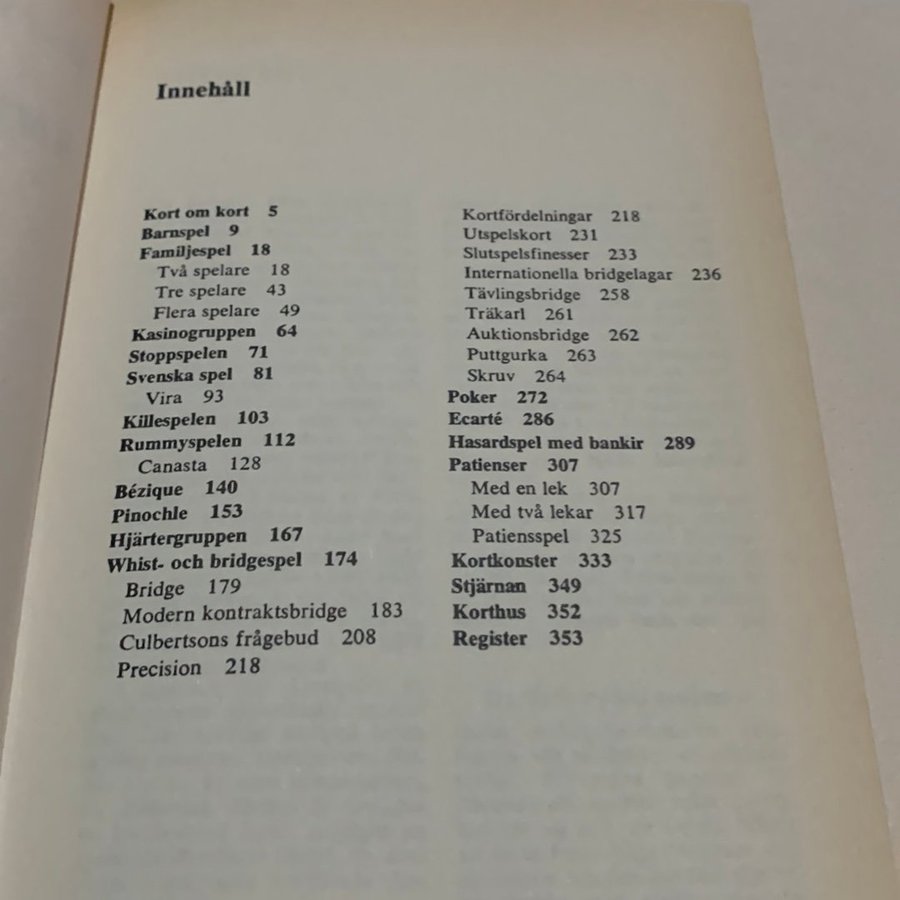 Innehåll
Kort om kort 5
Barnspel 9
Familjespel 18
Två spelare 18
Tre spelare 43
Flera spelare 49
Kasinogruppen 64
Stoppspelen 71
Svenska spel 81
Vira 93
Killespelen 103
Rummyspelen 112
Canasta 128
Bézique 140
Pinochle 153
Hjärtergruppen 167
Whist- och bridgespel 174
Bridge 179
Modern kontraktsbridge 183
Culbertsons frågebud 208
Precision 218
Kortfördelningar 218
Utspelskort 231
Slutspelsfinesser 233
Internationella bridgelagar 236
Tävlingsbridge 258
Träkarl 261
Auktionsbridge 262
Puttgurka 263
Skruv 264
Poker 272
Ecarté 286
Hasardspel med bankir 289
Patienser 307
Med en lek 307
Med två lekar 317
Patiensspel 325
Kortkonster 333
Stjärnan 349
Korthus 352
Register 353